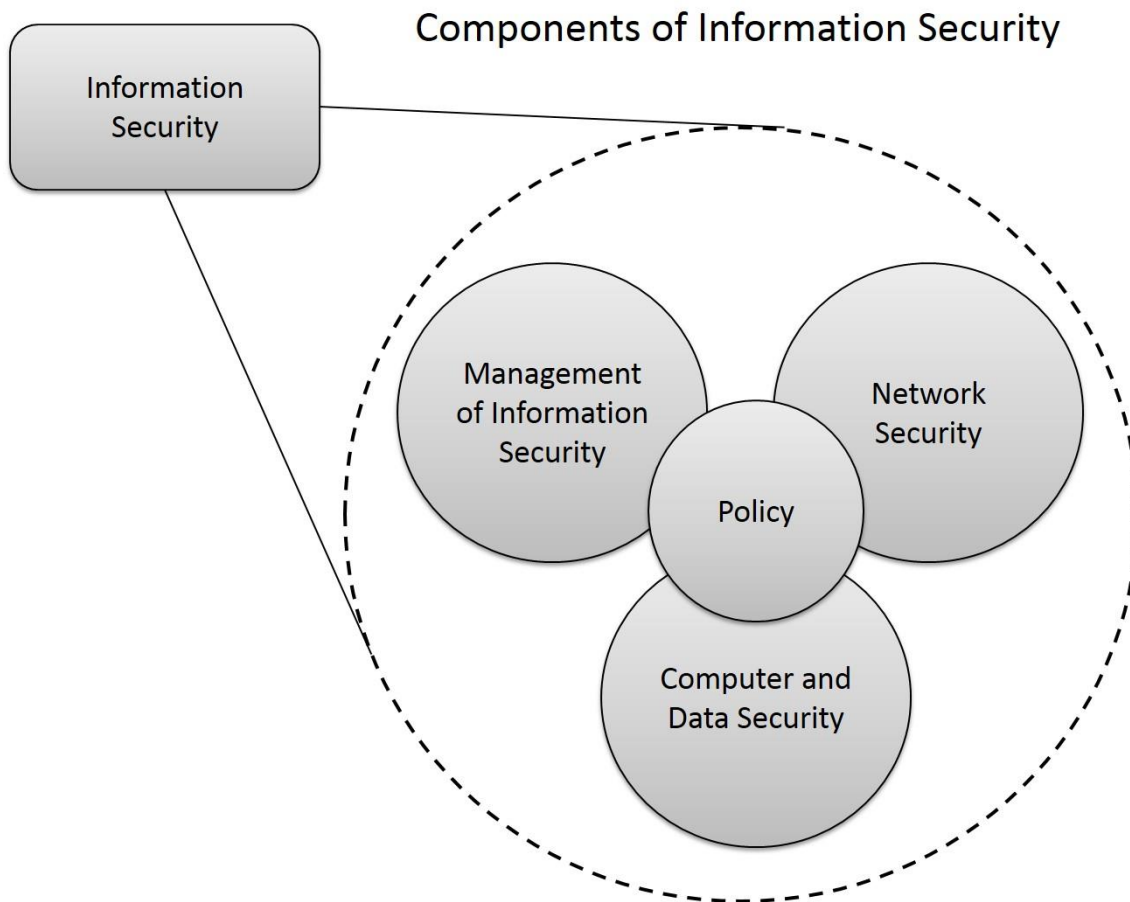 Components of Information Security
Information
Security
Management
of Information
Security
Network
Security
Policy
Computer and
Data Security